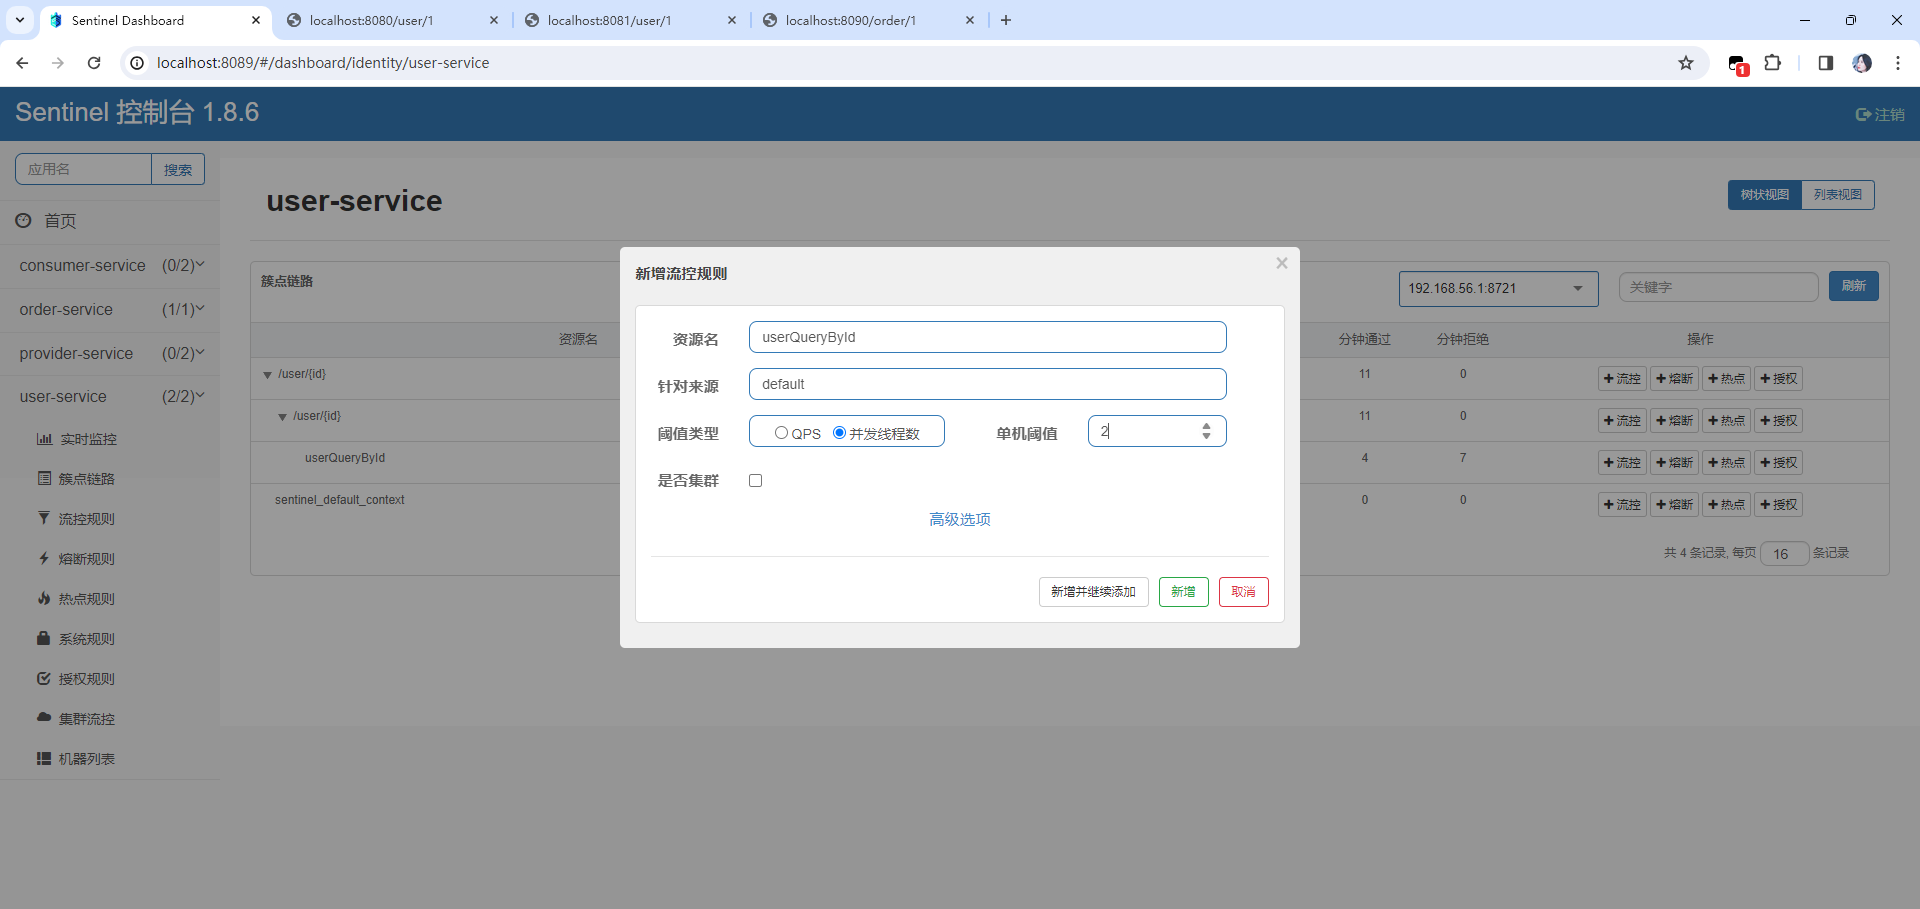 Sentinel Dashboard
localhost:8080/user/1
localhost:8081/user/1
localhost:8090/order/1
localhost:8089/#/dashboard/identity/user-service
1
Sentinel 控制台 1.8.6
注销
应用名
搜索
首页
consumer-service (0/2)
order-service (1/1)
provider-service (0/2)
user-service (2/2)
实时监控
簇点链路
流控规则
熔断规则
热点规则
系统规则
授权规则
集群流控
机器列表
user-service
树状视图 列表视图
簇点链路
192.168.56.1:8721
关键字
刷新
资源名 分钟通过 分钟拒绝 操作
/user/{id} 11 0 流控 熔断 热点 授权
/user/{id} 11 0 流控 熔断 热点 授权
userQueryById 4 7 流控 熔断 热点 授权
sentinel_default_context 0 0 流控 熔断 热点 授权
共 4 条记录, 每页 16 条记录
新增流控规则
资源名 userQueryById
针对来源 default
阈值类型 QPS 并发线程数 单机阈值 2
是否集群
高级选项
新增并继续添加 新增 取消